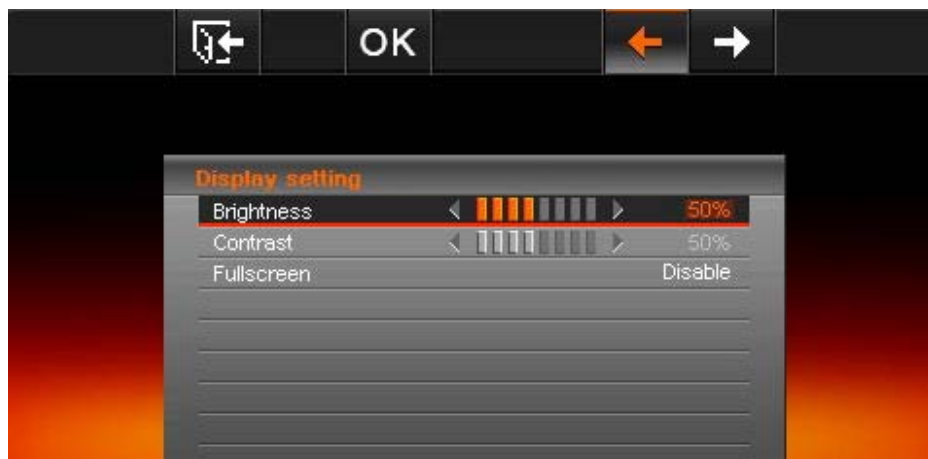 OK
Display setting
Brightness 50%
Contrast 50%
Fullscreen Disable